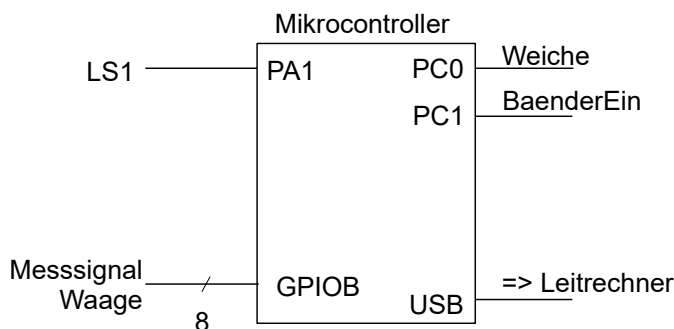 Mikrocontroller
LS1
PA1
PC0
Weiche
PC1
BaenderEin
Messsignal
Waage
8
GPIOB
USB
=> Leitrechner